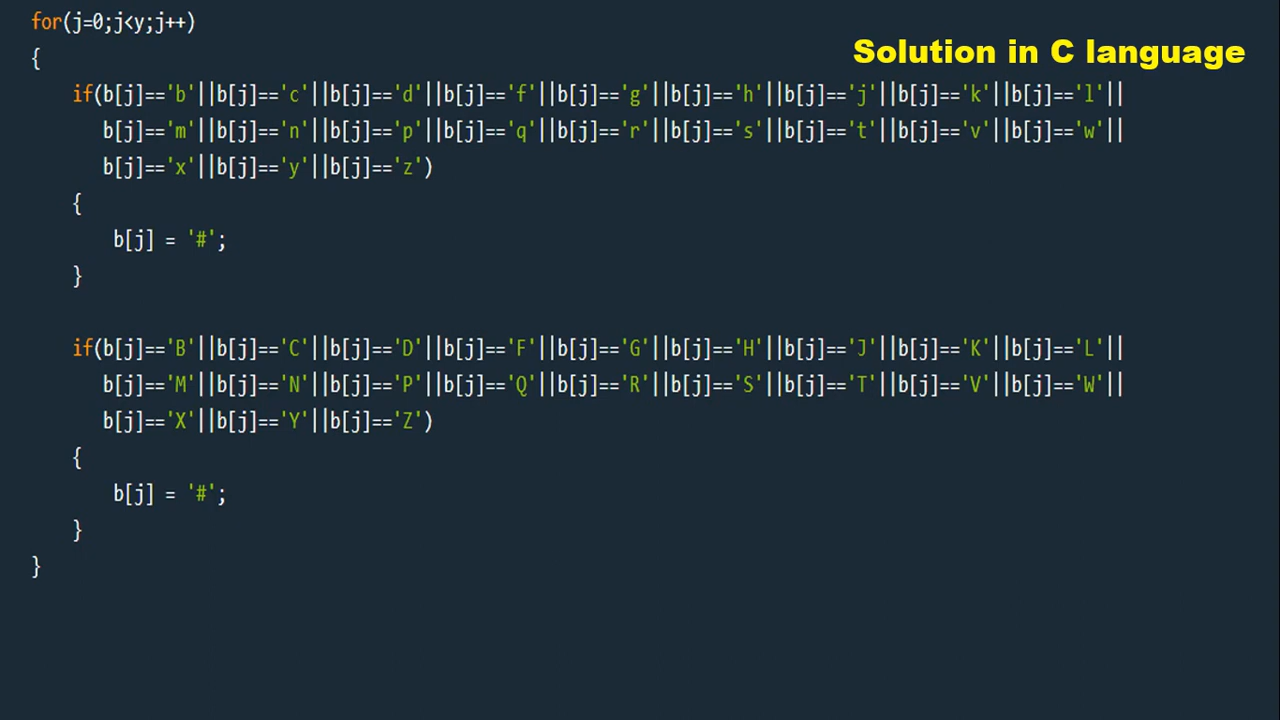 for(j=0;j<y;j++)
Solution in C language
{
if(b[j]=='b'||b[j]=='c'||b[j]=='d'||b[j]=='f'||b[j]=='g'||b[j]=='h'||b[j]=='j'||b[j]=='k'||b[j]=='l'||
b[j]=='m'||b[j]=='n'||b[j]=='p'||b[j]=='q'||b[j]=='r'||b[j]=='s'||b[j]=='t'||b[j]=='v'||b[j]=='w'||
b[j]=='x'||b[j]=='y'||b[j]=='z')
{
b[j] = '#';
}
if(b[j]=='B'||b[j]=='C'||b[j]=='D'||b[j]=='F'||b[j]=='G'||b[j]=='H'||b[j]=='J'||b[j]=='K'||b[j]=='L'||
b[j]=='M'||b[j]=='N'||b[j]=='P'||b[j]=='Q'||b[j]=='R'||b[j]=='S'||b[j]=='T'||b[j]=='V'||b[j]=='W'||
b[j]=='X'||b[j]=='Y'||b[j]=='Z')
{
b[j] = '#';
}
}